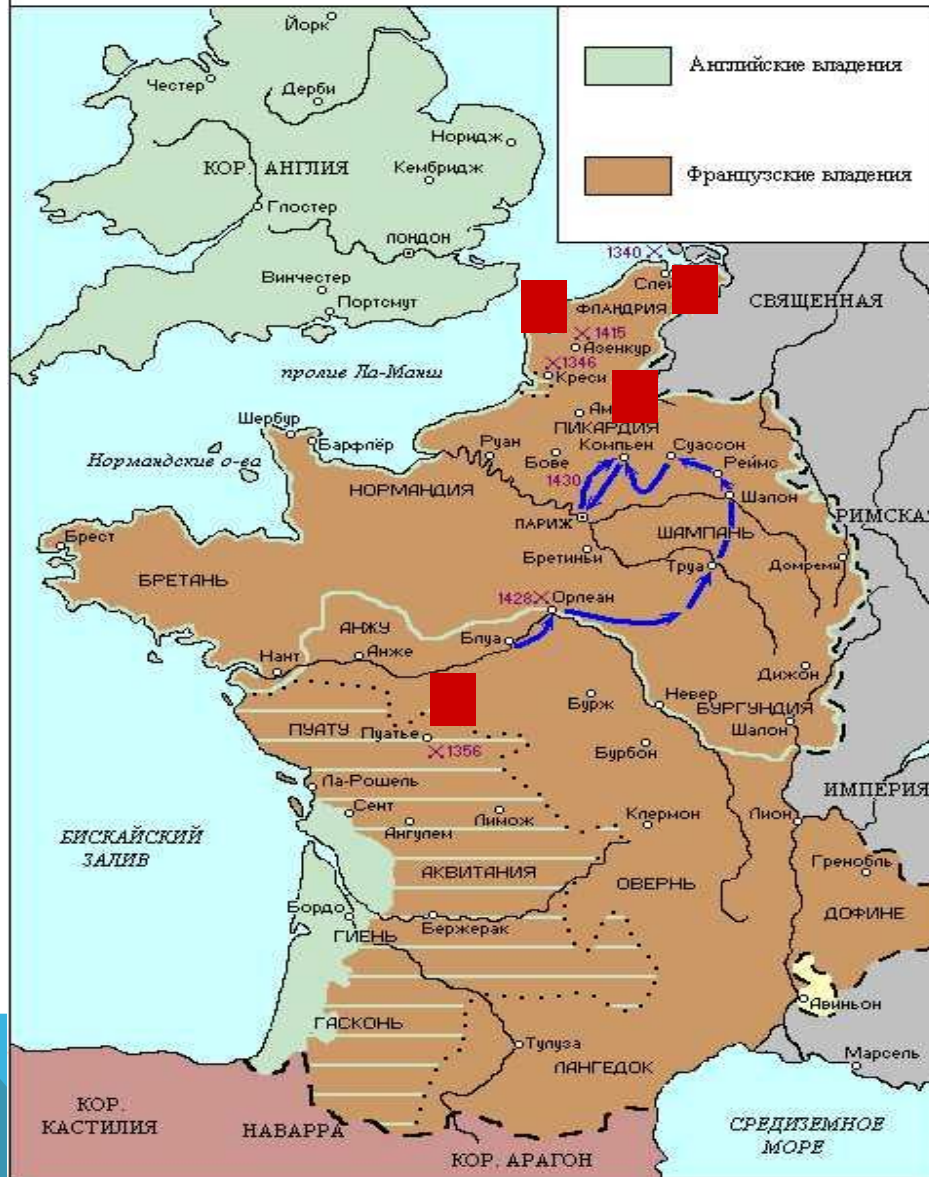 Йорк
Честер
Дерби
Норидж
КОР. АНГЛИЯ
Кембридж
Глостер
ЛОНДОН
Винчестер
Портсмут
Английские владения
Французские владения
1340
СВЯЩЕННАЯ
ФЛАНДРИЯ
1415
Азенкур
1346
Креси
пролив Ла-Манш
Шербур
Барфлёр
Нормандские о-ва
Руан
ПИКАРДИЯ
Компьен
Суассон
Бове
Реймс
1430
НОРМАНДИЯ
Шалон
ПАРИЖ
ШАМПАНЬ
Брест
Бретиньи
Труа
Домреми
БРЕТАНЬ
1428
Орлеан
АНЖУ
Анже
Блуа
Нант
Дижон
Бурж
Невер
БУРГУНДИЯ
Шалон
ПУАТУ
Пуатье
1356
Бурбон
Ла-Рошель
ИМПЕРИЯ
Сент
Ангулем
Лимож
Клермон
Лион
БИСКАЙСКИЙ
ЗАЛИВ
АКВИТАНИЯ
ОВЕРНЬ
Гренобль
ДОФИНЕ
Бордо
ГИЕНЬ
Бержерак
Авиньон
ГАСКОНЬ
Тулуза
ЛАНГЕДОК
Марсель
КОР.
КАСТИЛИЯ
НАВАРРА
КОР. АРАГОН
СРЕДИЗЕМНОЕ
МОРЕ